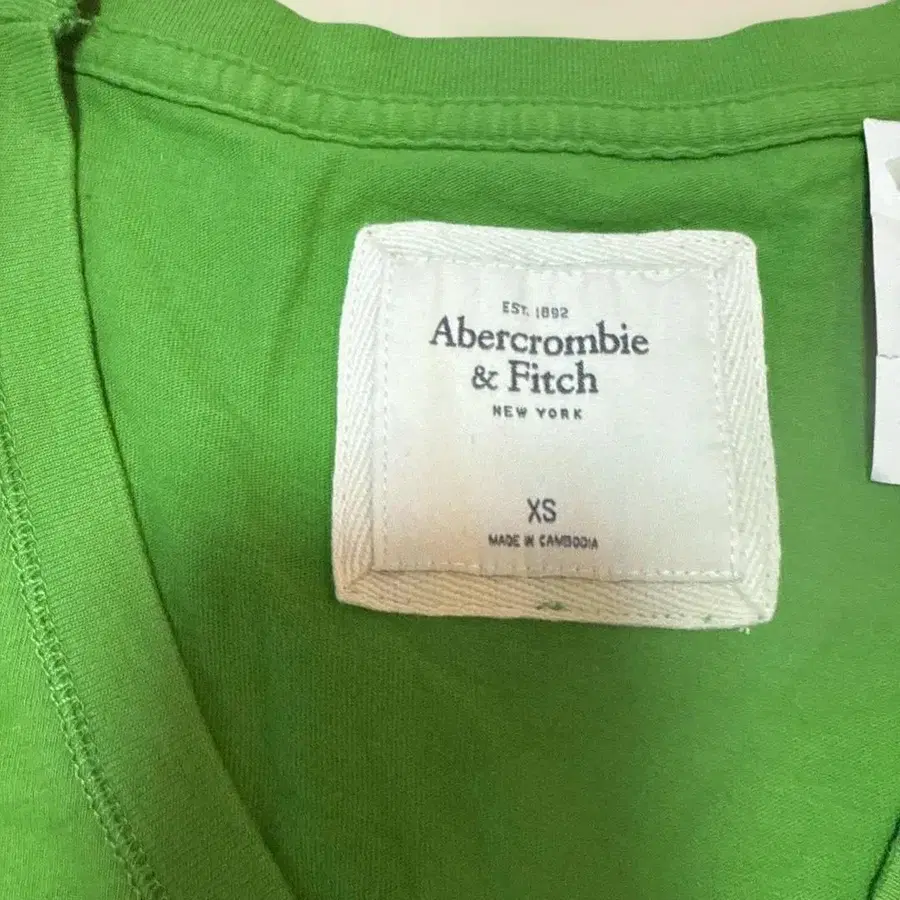 EST. 1892
Abercrombie
& Fitch
NEW YORK
XS
MADE IN CAMBODIA